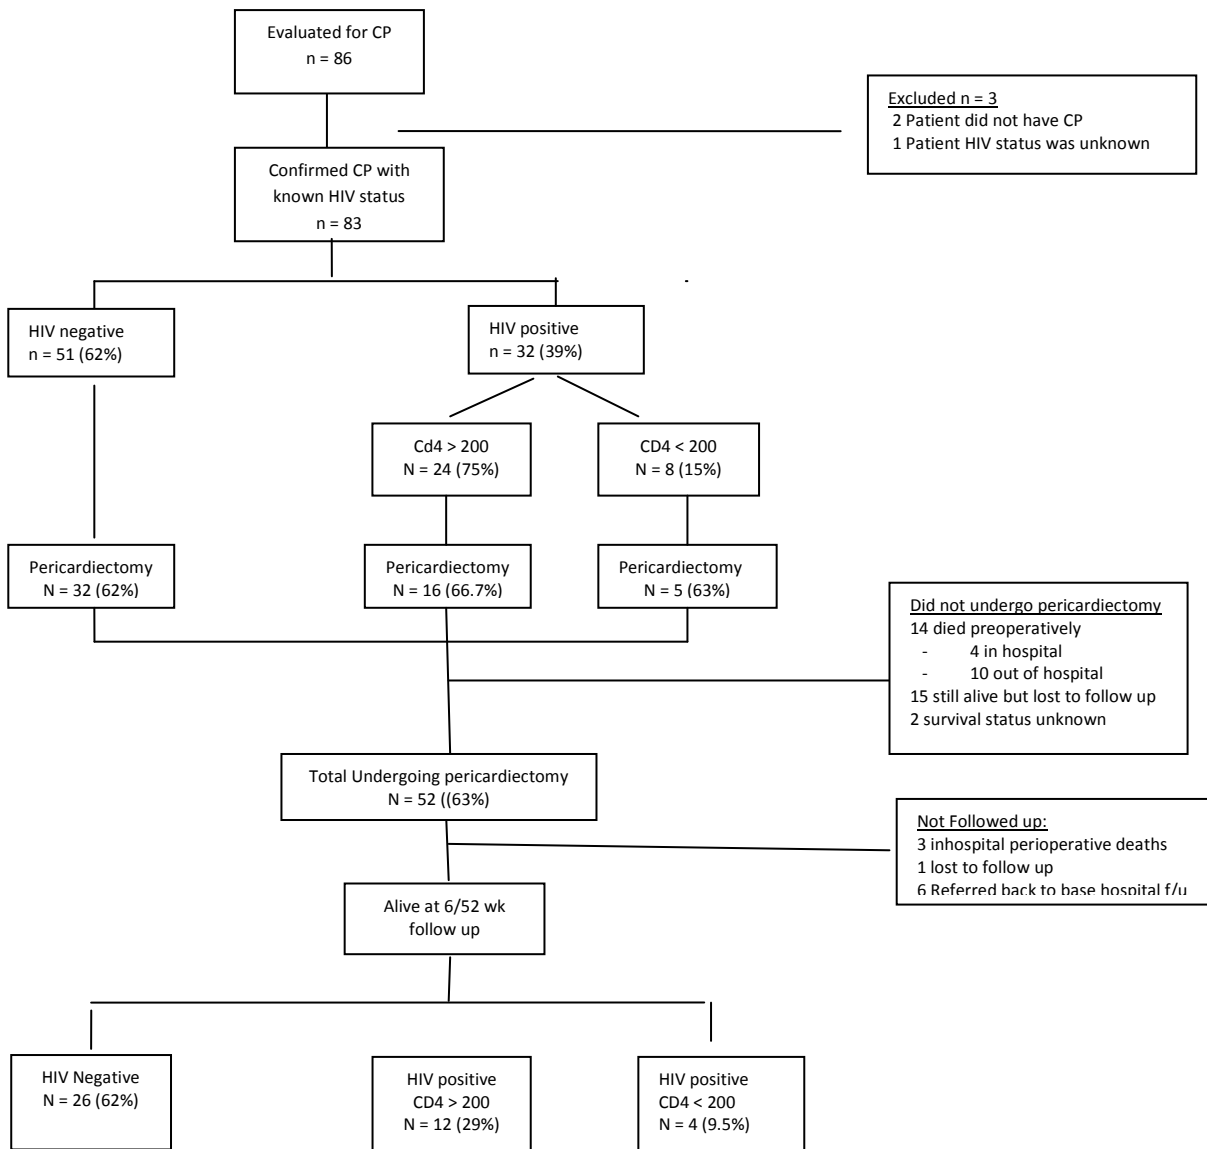 Evaluated for CP
n = 86
Excluded n = 3
2 Patient did not have CP
1 Patient HIV status was unknown
Confirmed CP with
known HIV status
n = 83
HIV negative
n = 51 (62%)
HIV positive
n = 32 (39%)
Cd4 > 200
N = 24 (75%)
CD4 < 200
N = 8 (15%)
Pericardiectomy
N = 32 (62%)
Pericardiectomy
N = 16 (66.7%)
Pericardiectomy
N = 5 (63%)
Did not undergo pericardiectomy
14 died preoperatively
- 4 in hospital
- 10 out of hospital
15 still alive but lost to follow up
2 survival status unknown
Total Undergoing pericardiectomy
N = 52 ((63%)
Not Followed up:
3 inhospital perioperative deaths
1 lost to follow up
6 Referred back to base hospital f/u
Alive at 6/52 wk
follow up
HIV Negative
N = 26 (62%)
HIV positive
CD4 > 200
N = 12 (29%)
HIV positive
CD4 < 200
N = 4 (9.5%)